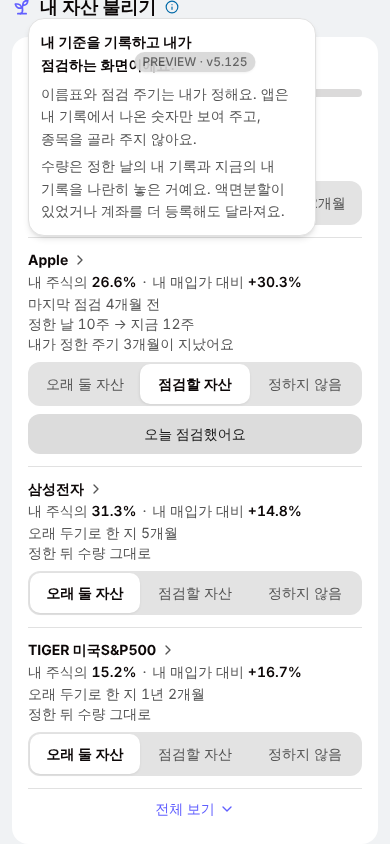 내 자산 불리기
내 기준을 기록하고 내가
점검하는 화면이
PREVIEW · v5.125
이름표와 점검 주기는 내가 정해요. 앱은
내 기록에서 나온 숫자만 보여 주고,
종목을 골라 주지 않아요.
수량은 정한 날의 내 기록과 지금의 내
기록을 나란히 놓은 거예요. 액면분할이
있었거나 계좌를 더 등록해도 달라져요.
개월
Apple
내 주식의 26.6% · 내 매입가 대비 +30.3%
마지막 점검 4개월 전
정한 날 10주 → 지금 12주
내가 정한 주기 3개월이 지났어요
오래 둘 자산 점검할 자산 정하지 않음
오늘 점검했어요
삼성전자
내 주식의 31.3% · 내 매입가 대비 +14.8%
오래 두기로 한 지 5개월
정한 뒤 수량 그대로
오래 둘 자산 점검할 자산 정하지 않음
TIGER 미국S&P500
내 주식의 15.2% · 내 매입가 대비 +16.7%
오래 두기로 한 지 1년 2개월
정한 뒤 수량 그대로
오래 둘 자산 점검할 자산 정하지 않음
전체 보기